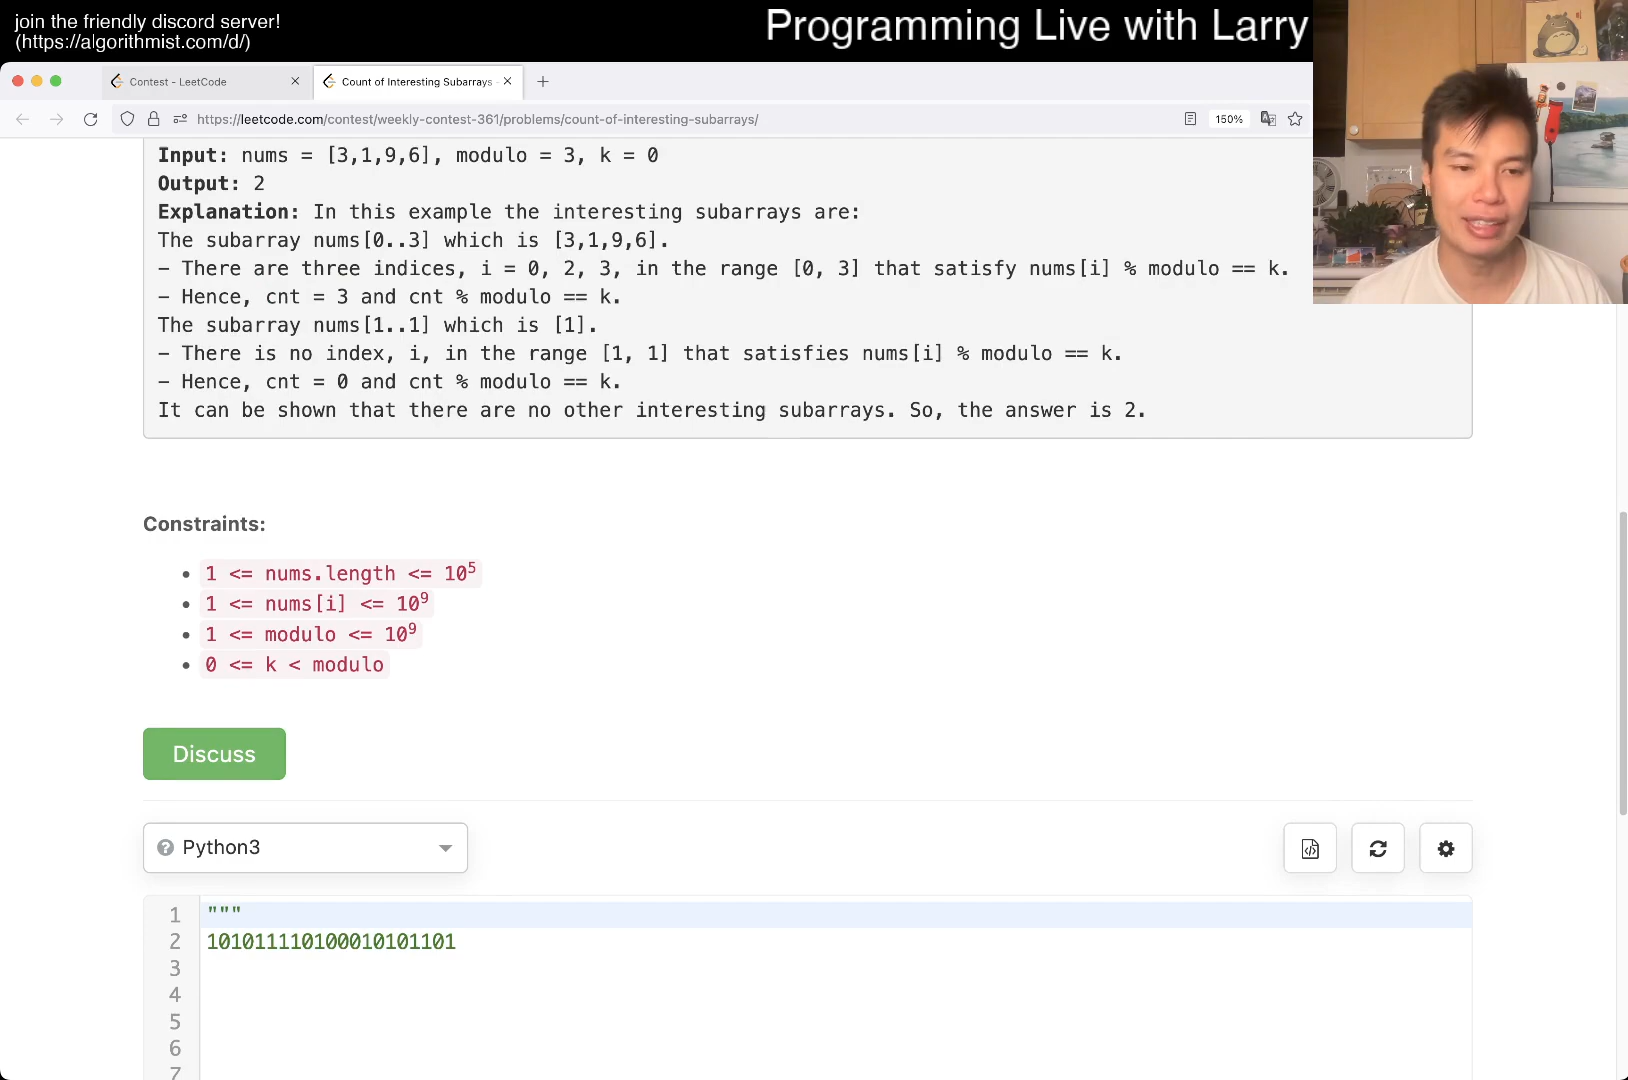 join the friendly discord server!
(https://algorithmist.com/d/)
Programming Live with Larry
Contest - LeetCode
Count of Interesting Subarrays -
https://leetcode.com/contest/weekly-contest-361/problems/count-of-interesting-subarrays/
150%
Input: nums = [3,1,9,6], modulo = 3, k = 0
Output: 2
Explanation: In this example the interesting subarrays are:
The subarray nums[0..3] which is [3,1,9,6].
- There are three indices, i = 0, 2, 3, in the range [0, 3] that satisfy nums[i] % modulo == k.
- Hence, cnt = 3 and cnt % modulo == k.
The subarray nums[1..1] which is [1].
- There is no index, i, in the range [1, 1] that satisfies nums[i] % modulo == k.
- Hence, cnt = 0 and cnt % modulo == k.
It can be shown that there are no other interesting subarrays. So, the answer is 2.
Constraints:
1 <= nums.length <= 10⁵
1 <= nums[i] <= 10⁹
1 <= modulo <= 10⁹
0 <= k < modulo
Discuss
Python3
1 """
2 101011110100010101101
3
4
5
6
7